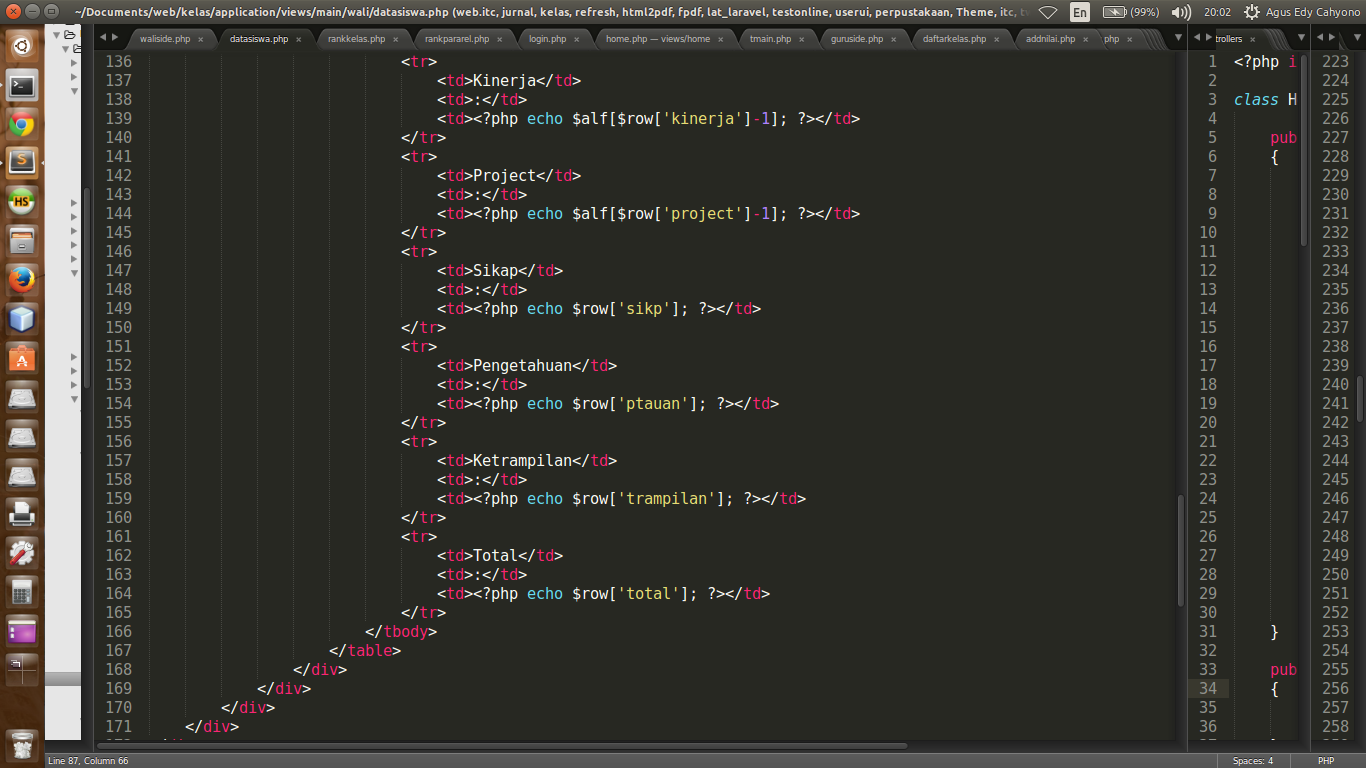 ~/Documents/web/kelas/application/views/main/wali/datasiswa.php (web.itc, jurnal, kelas, refresh, html2pdf, fpdf, lat_laravel, testonline, userui, perpustakaan, Theme, itc,
En (99%) 20:02 Agus Edy Cahyono
waliside.php × datasiswa.php × rankkelas.php × rankpararel.php × login.php × home.php — views/home × tmain.php × guruside.php × daftarkelas.php × addnilai.php × php × trollers ×
136 <tr>
137 <td>Kinerja</td>
138 <td>:</td>
139 <td><?php echo $alf[$row['kinerja']-1]; ?></td>
140 </tr>
141 <tr>
142 <td>Project</td>
143 <td>:</td>
144 <td><?php echo $alf[$row['project']-1]; ?></td>
145 </tr>
146 <tr>
147 <td>Sikap</td>
148 <td>:</td>
149 <td><?php echo $row['sikp']; ?></td>
150 </tr>
151 <tr>
152 <td>Pengetahuan</td>
153 <td>:</td>
154 <td><?php echo $row['ptauan']; ?></td>
155 </tr>
156 <tr>
157 <td>Ketrampilan</td>
158 <td>:</td>
159 <td><?php echo $row['trampilan']; ?></td>
160 </tr>
161 <tr>
162 <td>Total</td>
163 <td>:</td>
164 <td><?php echo $row['total']; ?></td>
165 </tr>
166 </tbody>
167 </table>
168 </div>
169 </div>
170 </div>
171 </div>
1 <?php i
2
3 class H
4
5 pub
6 {
7
8
9
10
11
12
13
14
15
16
17
18
19
20
21
22
23
24
25
26
27
28
29
30
31 }
32
33 pub
34 {
35
36
223
224
225
226
227
228
229
230
231
232
233
234
235
236
237
238
239
240
241
242
243
244
245
246
247
248
249
250
251
252
253
254
255
256
257
258
Line 87, Column 66
Spaces: 4
PHP